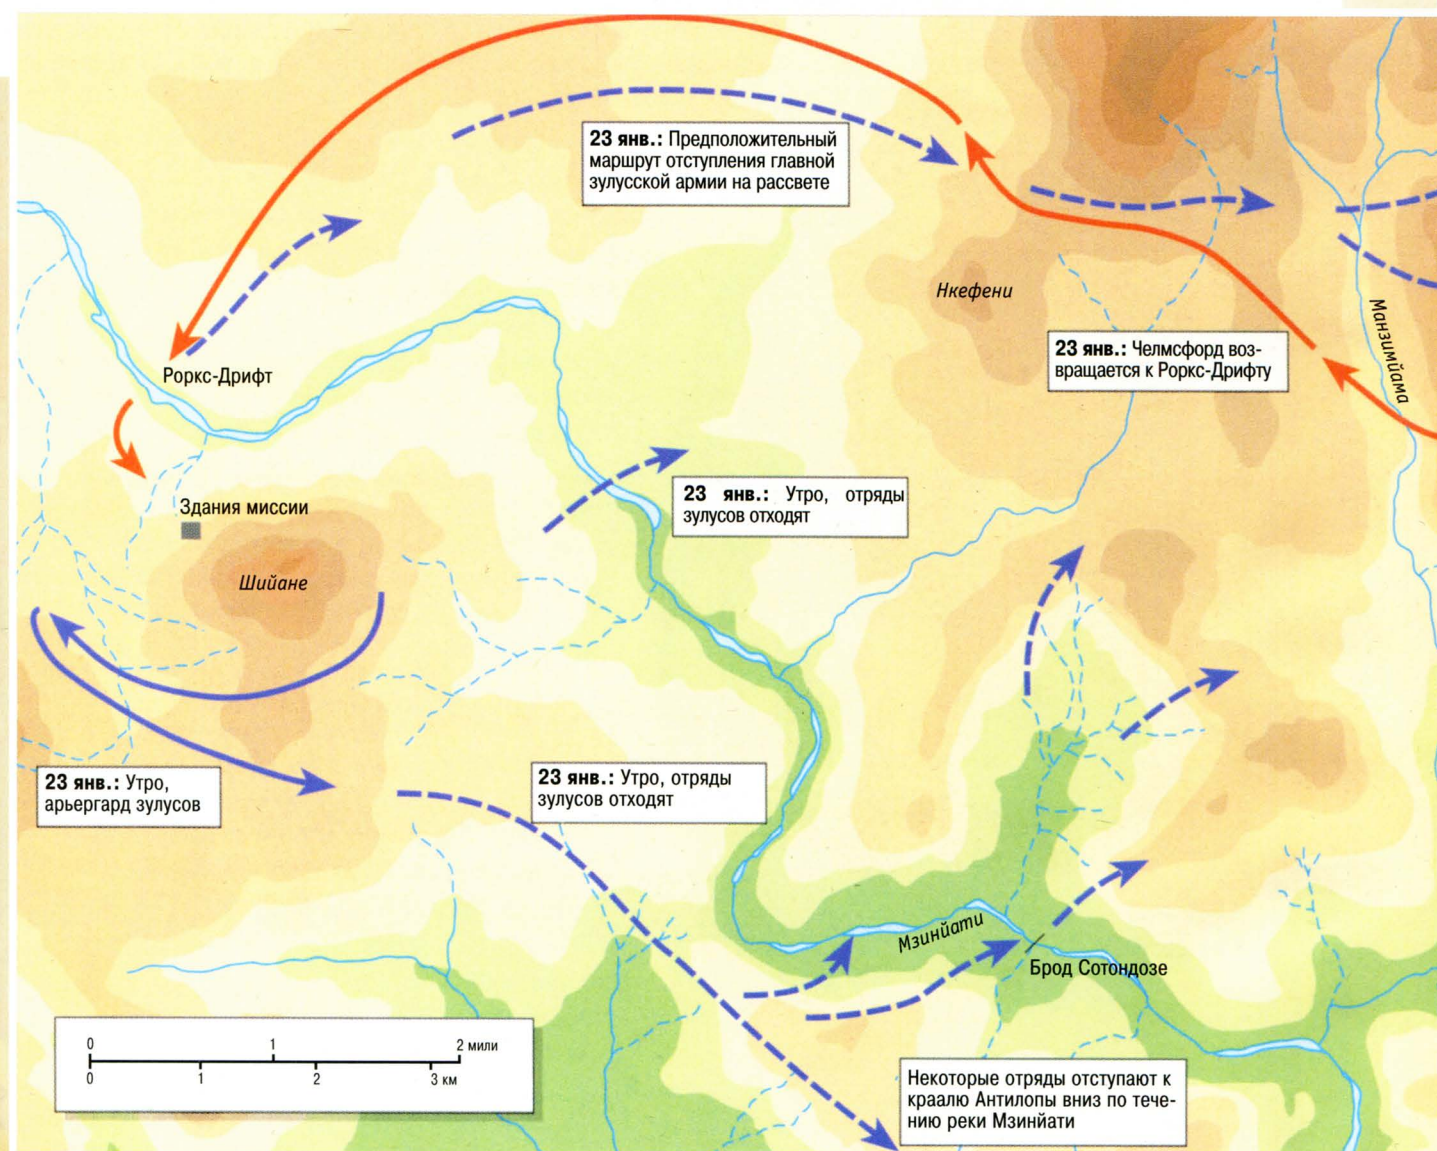 23 янв.: Предположительный
маршрут отступления главной
зулусской армии на рассвете
Нкефени
Манзимйама
23 янв.: Челмсфорд воз-
вращается к Роркс-Дрифту
Роркс-Дрифт
23 янв.: Утро, отряды
зулусов отходят
Здания миссии
Шийане
23 янв.: Утро,
арьергард зулусов
23 янв.: Утро, отряды
зулусов отходят
Мзинйати
Брод Сотондозе
0 1 2 мили
0 1 2 3 км
Некоторые отряды отступают к
краалю Антилопы вниз по тече-
нию реки Мзинйати